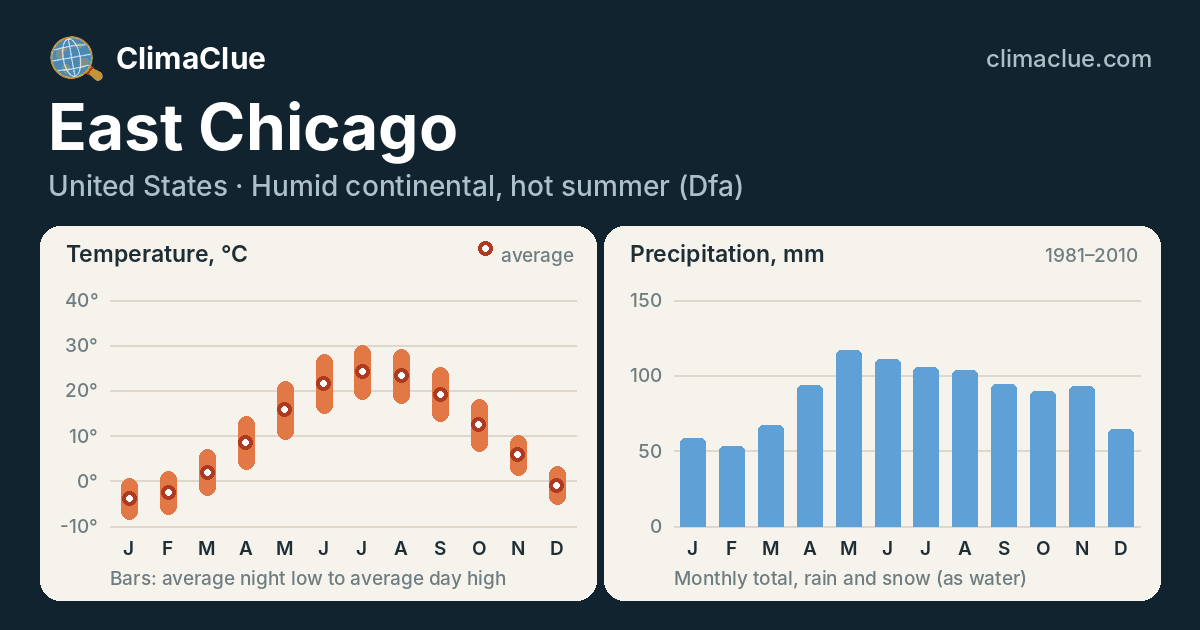 ClimaClue
climaclue.com
East Chicago
United States · Humid continental, hot summer (Dfa)
Temperature, °C
average
40°
30°
20°
10°
0°
-10°
J F M A M J J A S O N D
Bars: average night low to average day high
Precipitation, mm
1981–2010
150
100
50
0
J F M A M J J A S O N D
Monthly total, rain and snow (as water)